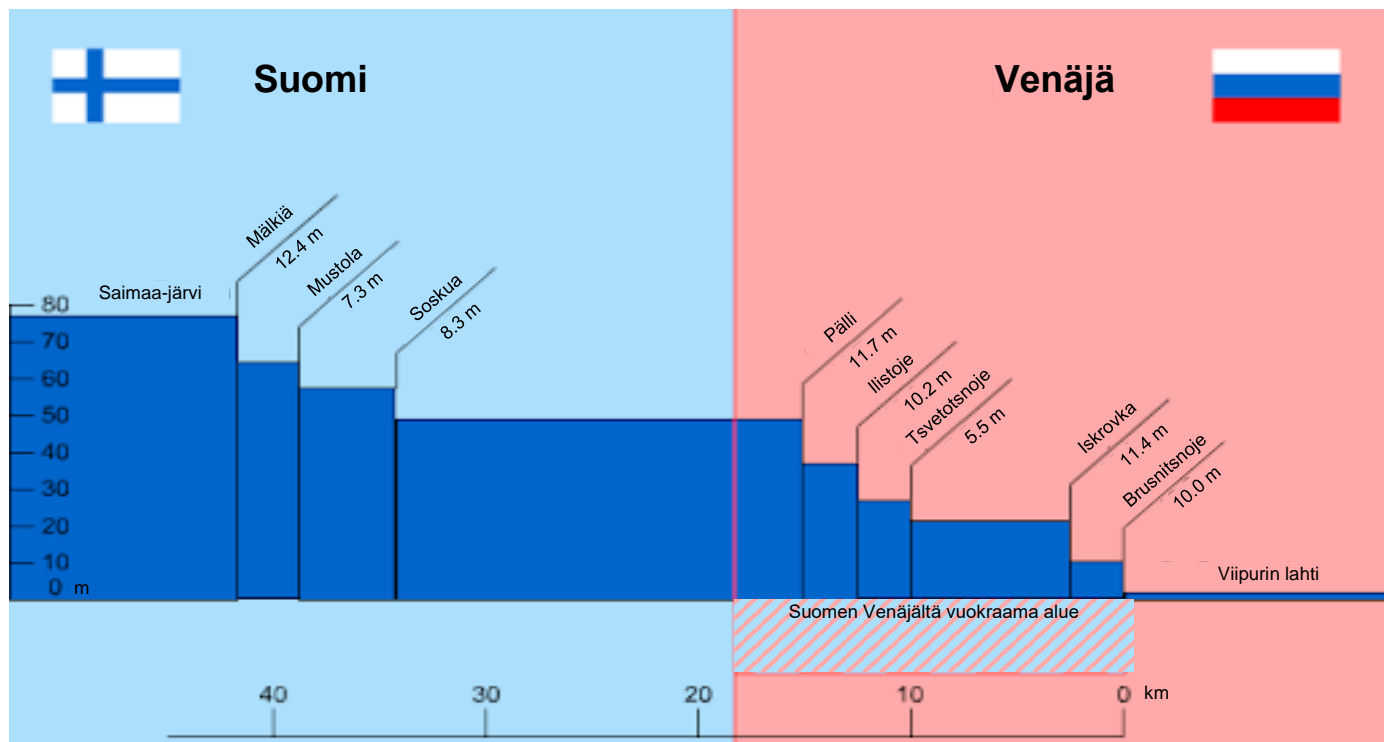 Suomi
Venäjä
Mälkiä
12.4 m
Mustola
7.3 m
Soskua
8.3 m
Saimaa-järvi
Pälli
11.7 m
Ilistoje
10.2 m
Tsvetotsnoje
5.5 m
Iskrovka
11.4 m
Brusnitsnoje
10.0 m
80
70
60
50
40
30
20
10
0 m
Viipurin lahti
Suomen Venäjältä vuokraama alue
40 30 20 10 0 km